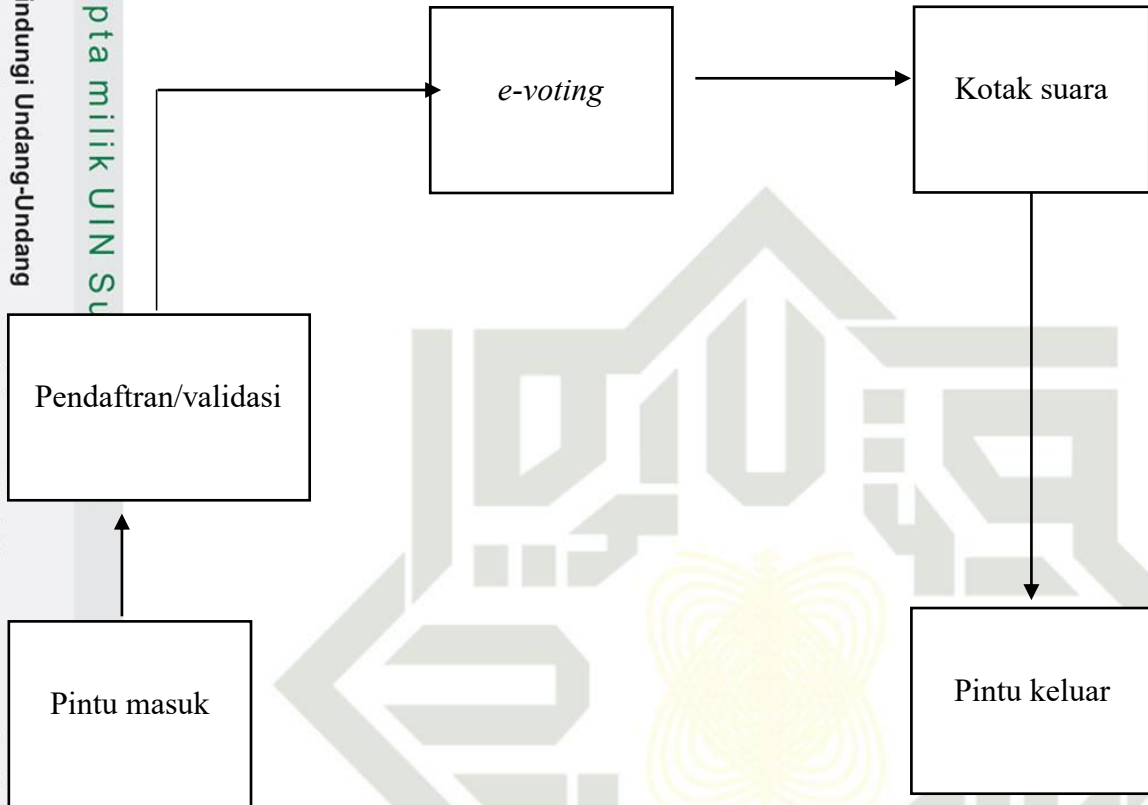 e-voting
Kotak suara
Pendaftran/validasi
Pintu masuk
Pintu keluar
pta milik UIN Su
indungi Undang-Undang